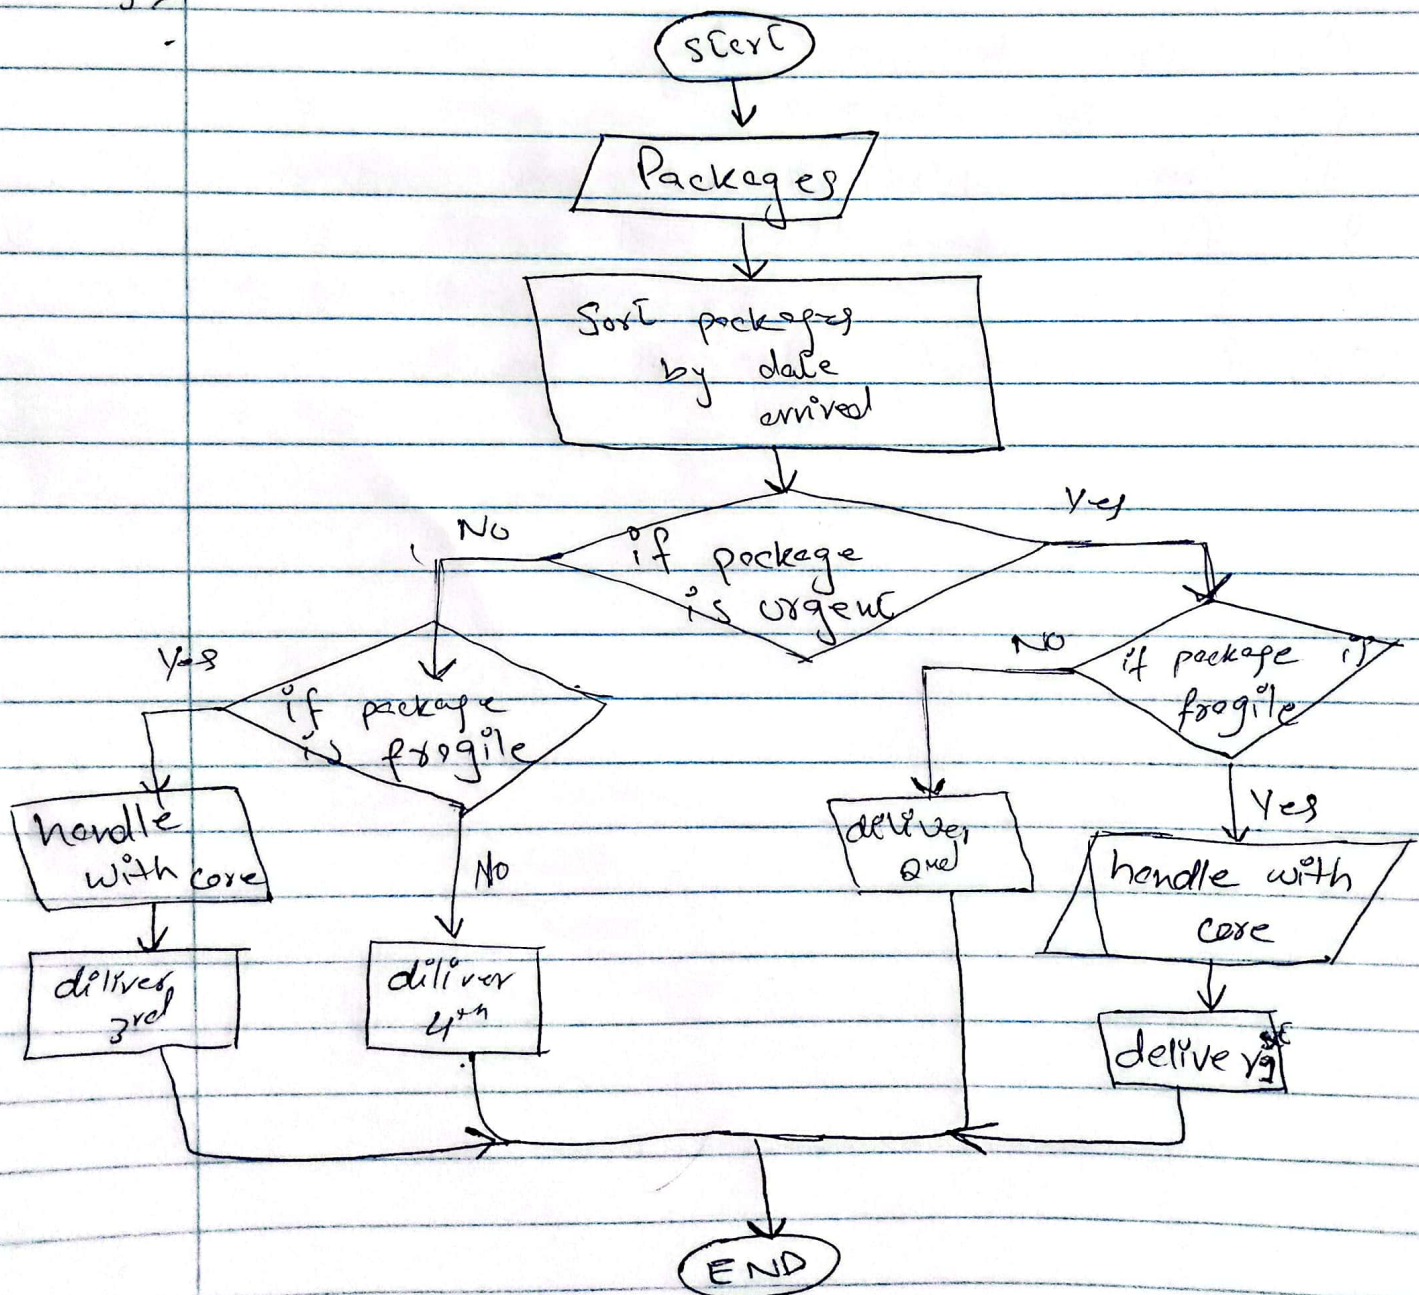 Start
Packages
Sort packages
by date
arrived
No
Yes
if package
is urgent
Yes
No
if package
is fragile
if package is
fragile
handle
with care
No
deliver
2nd
Yes
handle with
care
diliver
3rd
diliver
4th
deliver 1st
END